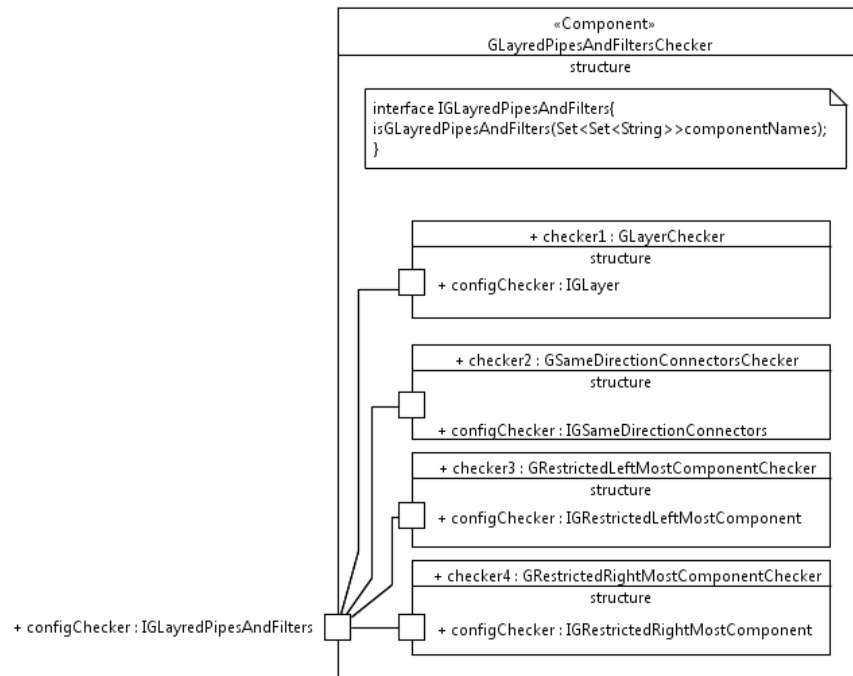 «Component»
GLayredPipesAndFiltersChecker
structure
interface IGLayredPipesAndFilters{
isGLayredPipesAndFilters(Set<Set<String>>componentNames);
}
+ checker1 : GLayerChecker
structure
+ configChecker : IGLayer
+ checker2 : GSameDirectionConnectorsChecker
structure
+ configChecker : IGSameDirectionConnectors
+ checker3 : GRestrictedLeftMostComponentChecker
structure
+ configChecker : IGRestrictedLeftMostComponent
+ checker4 : GRestrictedRightMostComponentChecker
structure
+ configChecker : IGLayredPipesAndFilters
+ configChecker : IGRestrictedRightMostComponent